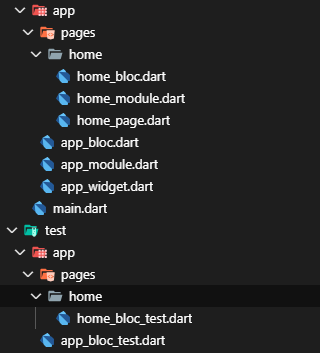 app
pages
home
home_bloc.dart
home_module.dart
home_page.dart
app_bloc.dart
app_module.dart
app_widget.dart
main.dart
test
app
pages
home
home_bloc_test.dart
app_bloc_test.dart